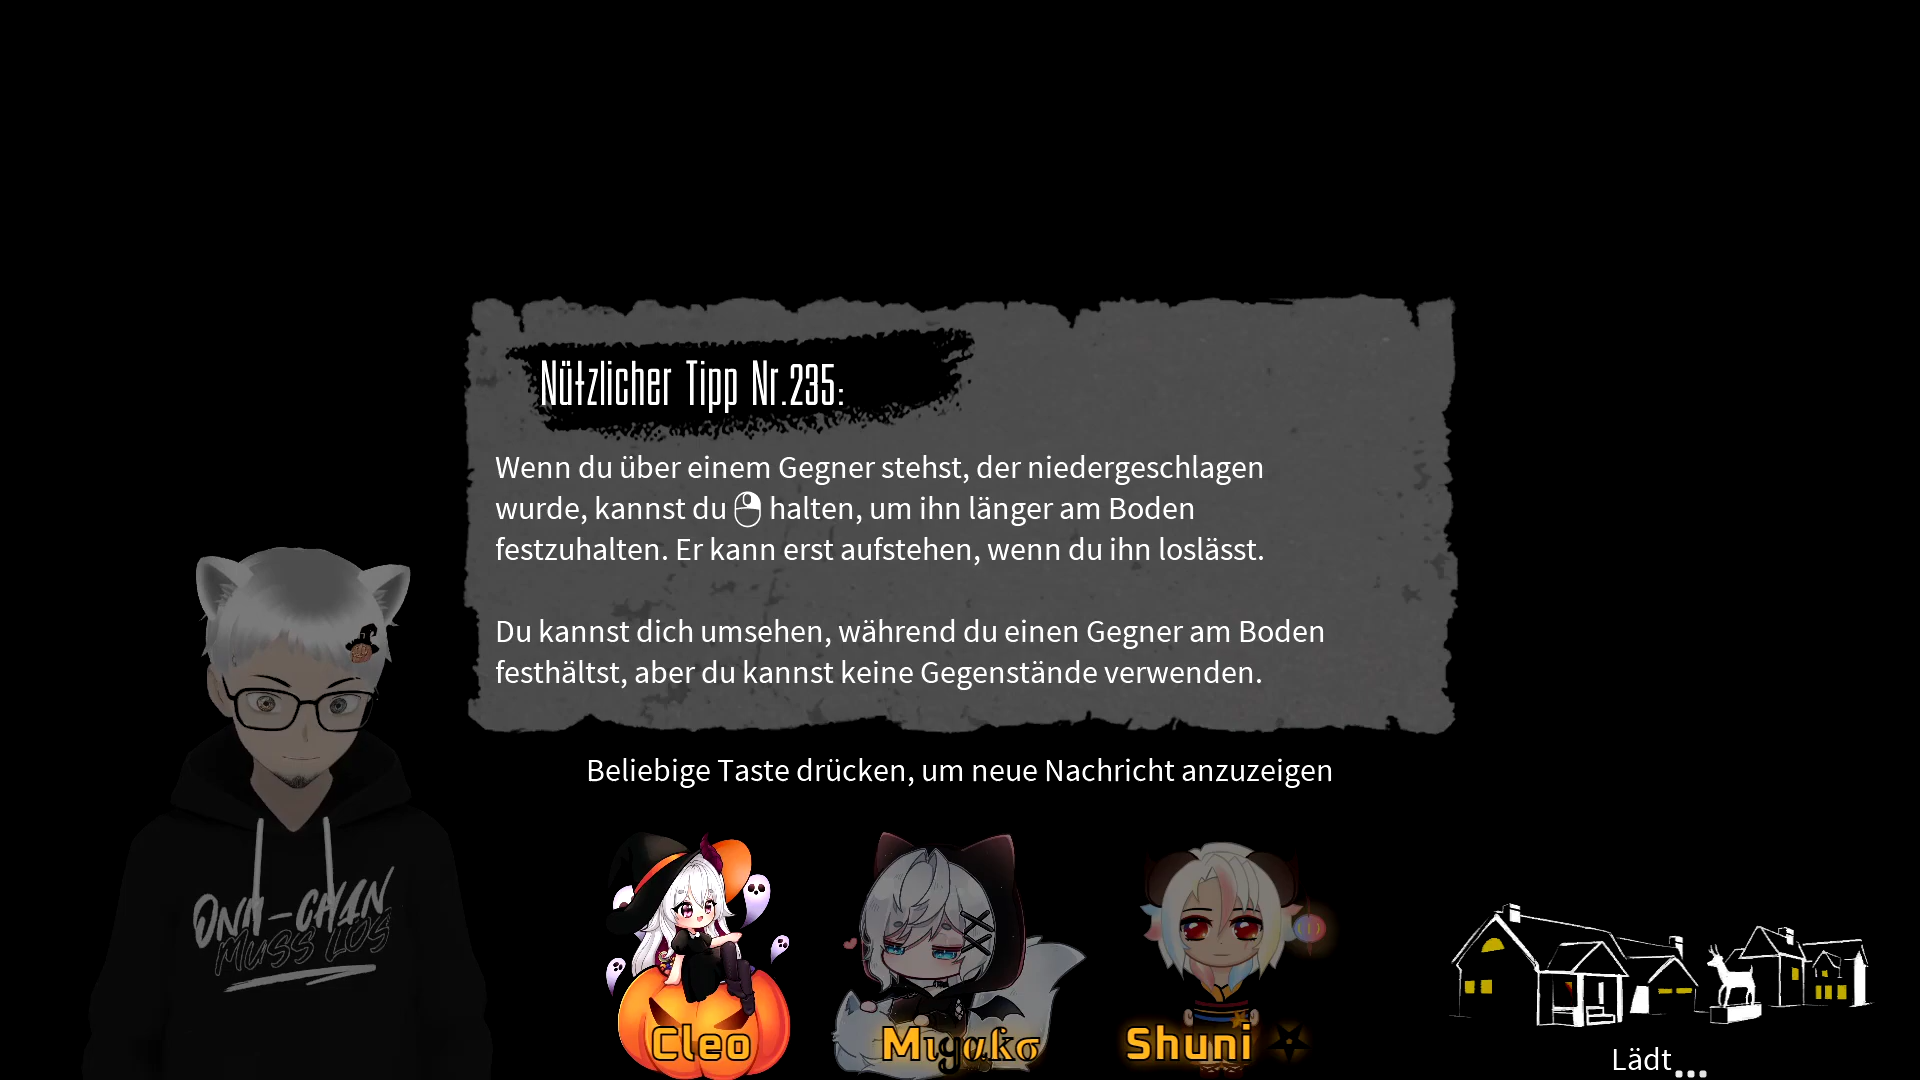 Nützlicher Tipp Nr.235:
Wenn du über einem Gegner stehst, der niedergeschlagen
wurde, kannst du halten, um ihn länger am Boden
festzuhalten. Er kann erst aufstehen, wenn du ihn loslässt.
Du kannst dich umsehen, während du einen Gegner am Boden
festhältst, aber du kannst keine Gegenstände verwenden.
Beliebige Taste drücken, um neue Nachricht anzuzeigen
ONII-CHAN
MUSS LOS
Cleo
Mιყαƙσ
Shuni
Lädt...